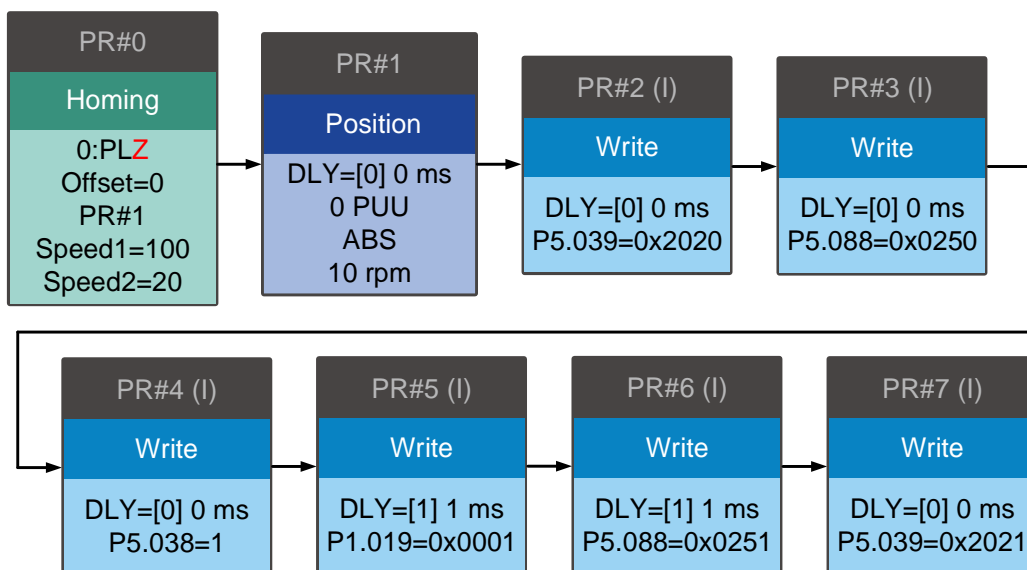 PR#0
Homing
0:PLZ
Offset=0
PR#1
Speed1=100
Speed2=20
PR#1
Position
DLY=[0] 0 ms
0 PUU
ABS
10 rpm
PR#2 (I)
Write
DLY=[0] 0 ms
P5.039=0x2020
PR#3 (I)
Write
DLY=[0] 0 ms
P5.088=0x0250
PR#4 (I)
Write
DLY=[0] 0 ms
P5.038=1
PR#5 (I)
Write
DLY=[1] 1 ms
P1.019=0x0001
PR#6 (I)
Write
DLY=[1] 1 ms
P5.088=0x0251
PR#7 (I)
Write
DLY=[0] 0 ms
P5.039=0x2021